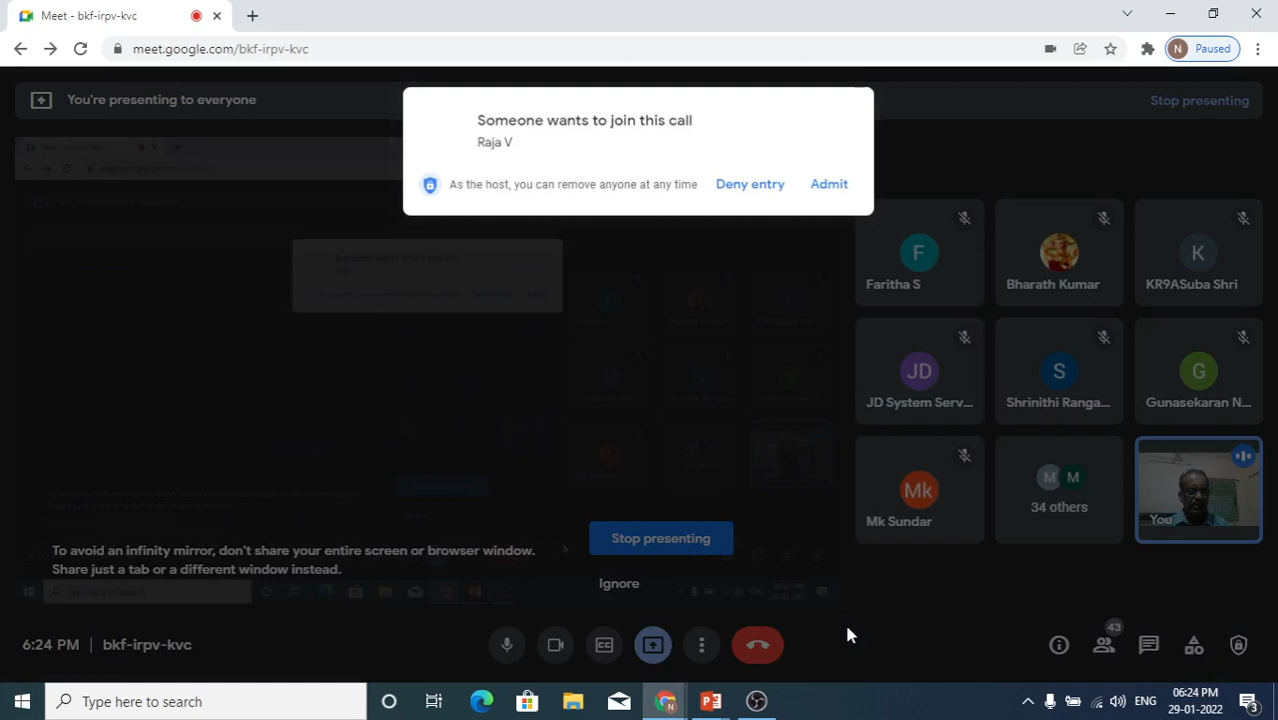 Meet - bkf-irpv-kvc
meet.google.com/bkf-irpv-kvc
N Paused
You're presenting to everyone
Stop presenting
Someone wants to join this call
Raja V
As the host, you can remove anyone at any time
Deny entry
Admit
F
Faritha S
Bharath Kumar
K
KR9ASuba Shri
JD
JD System Serv...
S
Shrinithi Ranga...
G
Gunasekaran N...
Mk
Mk Sundar
M M
34 others
You
Stop presenting
To avoid an infinity mirror, don't share your entire screen or browser window.
Share just a tab or a different window instead.
Ignore
6:24 PM | bkf-irpv-kvc
43
Type here to search
ENG
06:24 PM
29-01-2022
3